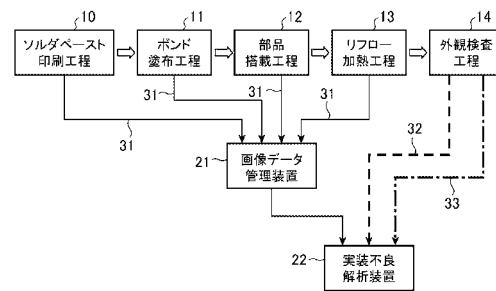 10
11
12
13
14
ソルダペースト
印刷工程
ボンド
塗布工程
部品
搭載工程
リフロー
加熱工程
外観検査
工程
31
31
31
31
32
33
21
画像データ
管理装置
22
実装不良
解析装置